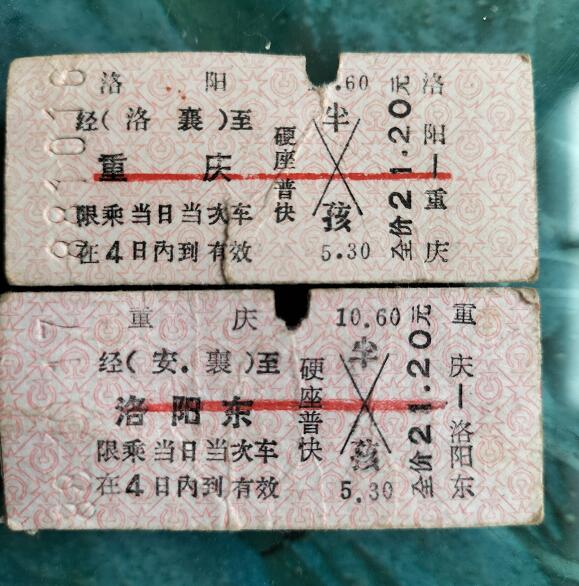 洛 阳
经(洛 襄)至
重 庆
限乘当日当次车
在4日内到有效
硬座普快
.60
半
孩
5.30
全价21.20元
洛阳—重庆
重 庆
经(安.襄)至
洛阳东
限乘当日当次车
在4日内到有效
硬座普快
10.60
半
孩
5.30
全价21.20元
重庆—洛阳东